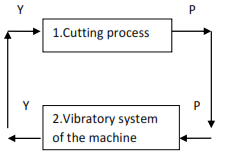 Y
P
1.Cutting process
Y
P
2.Vibratory system
of the machine